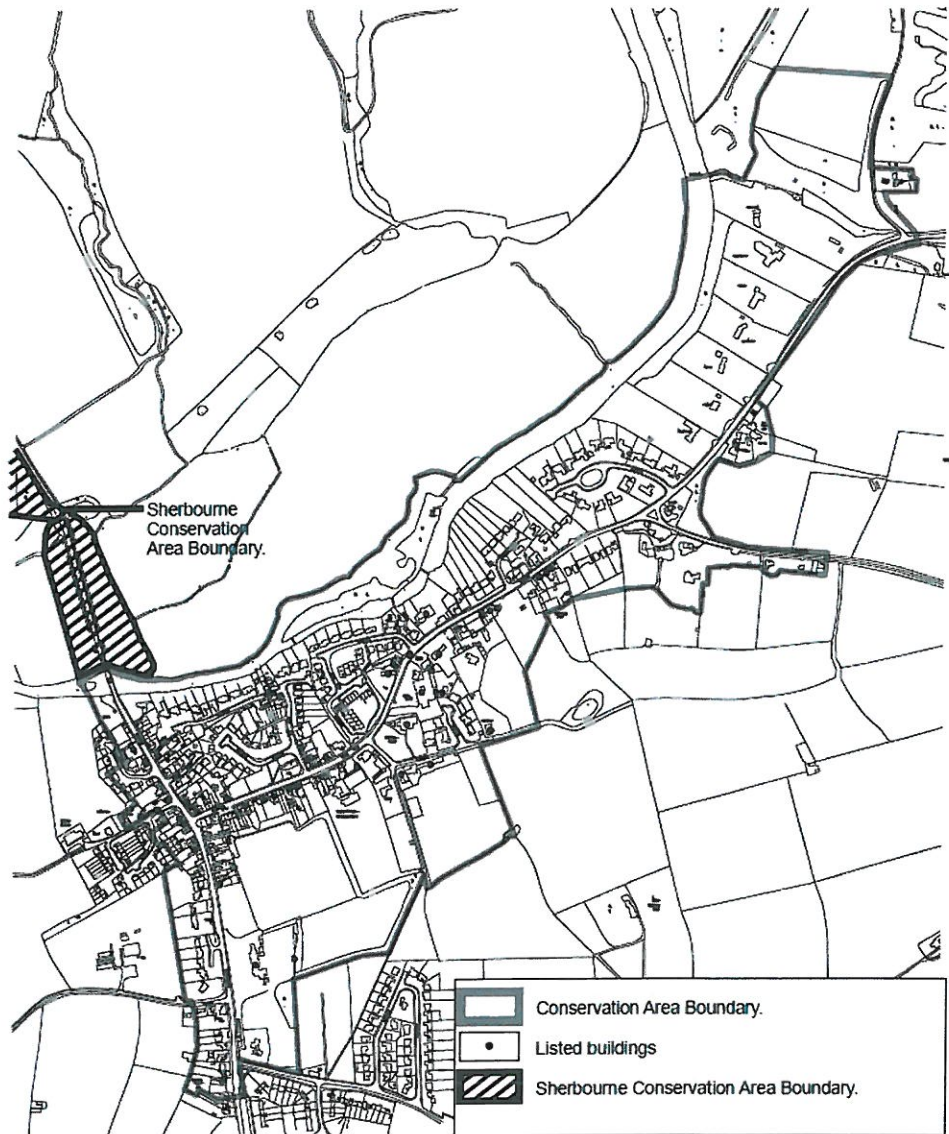 Sherbourne
Conservation
Area Boundary.
Conservation Area Boundary.
Listed buildings
Sherbourne Conservation Area Boundary.